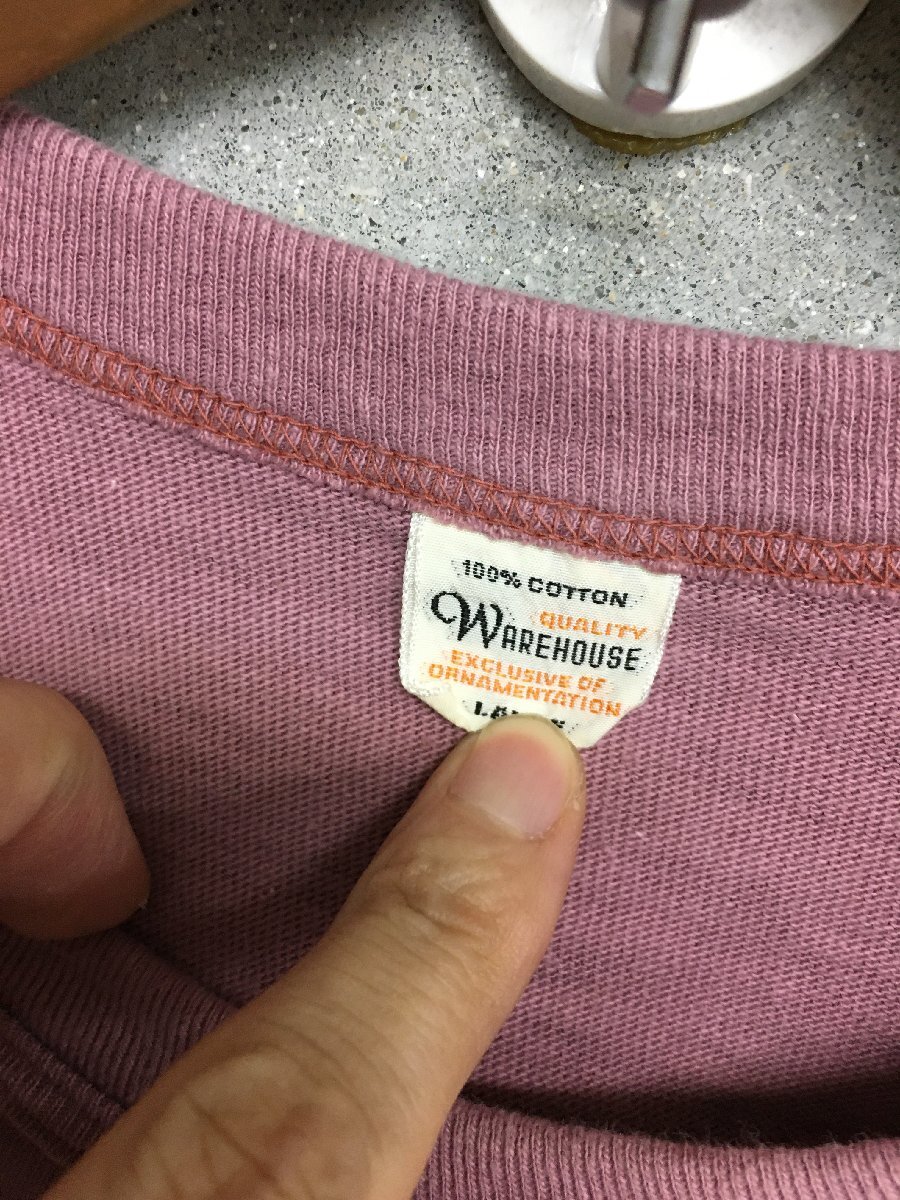 100% COTTON
QUALITY
WAREHOUSE
EXCLUSIVE OF
ORNAMENTATION